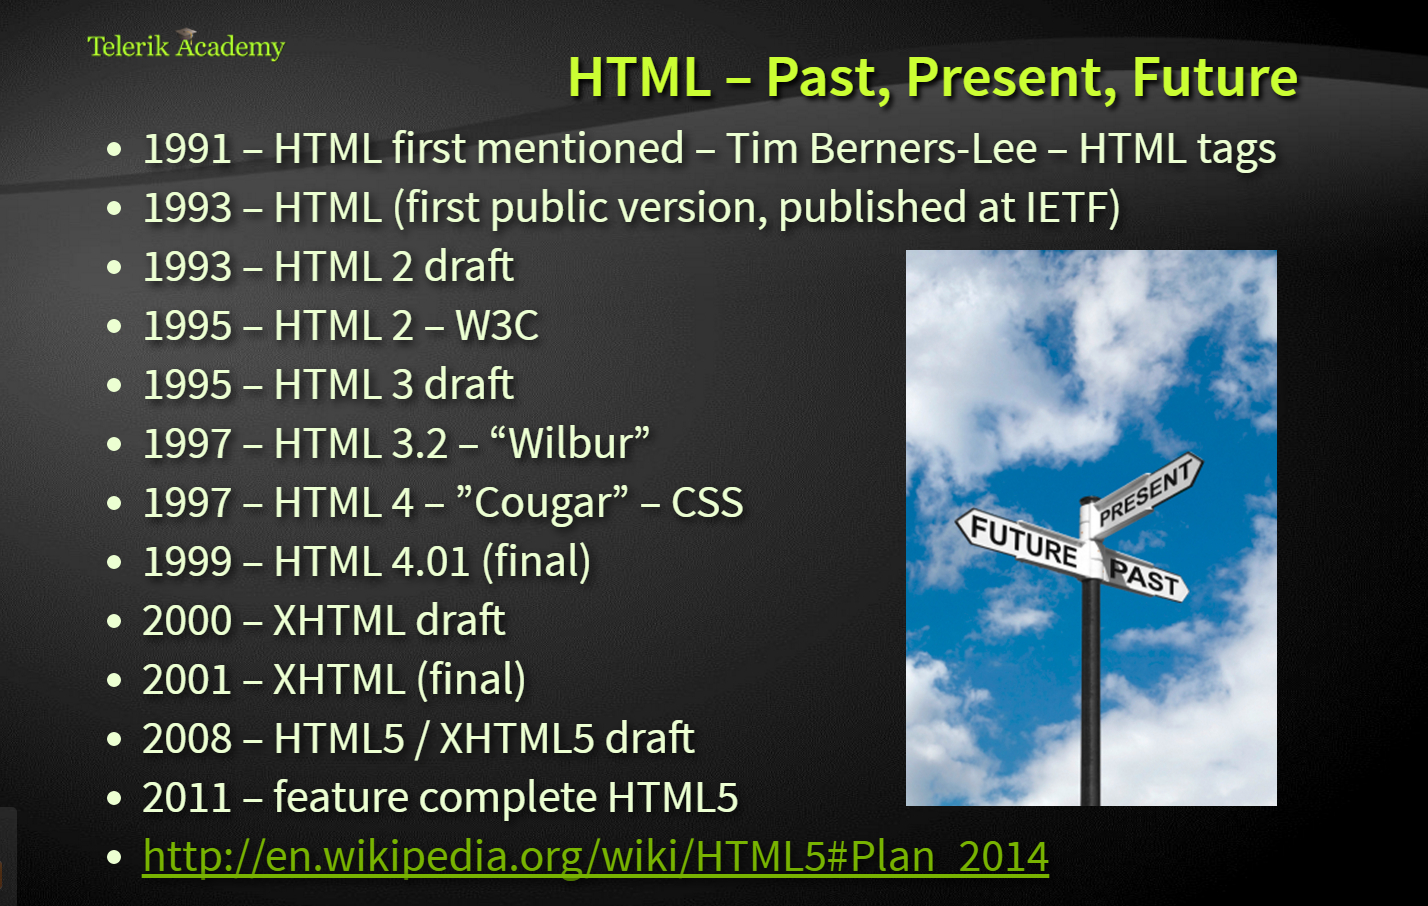 Telerik Academy
HTML – Past, Present, Future
• 1991 – HTML first mentioned – Tim Berners-Lee – HTML tags
• 1993 – HTML (first public version, published at IETF)
• 1993 – HTML 2 draft
• 1995 – HTML 2 – W3C
• 1995 – HTML 3 draft
• 1997 – HTML 3.2 – “Wilbur”
• 1997 – HTML 4 – ”Cougar” – CSS
• 1999 – HTML 4.01 (final)
• 2000 – XHTML draft
• 2001 – XHTML (final)
• 2008 – HTML5 / XHTML5 draft
• 2011 – feature complete HTML5
• http://en.wikipedia.org/wiki/HTML5#Plan_2014
PRESENT
FUTURE
PAST